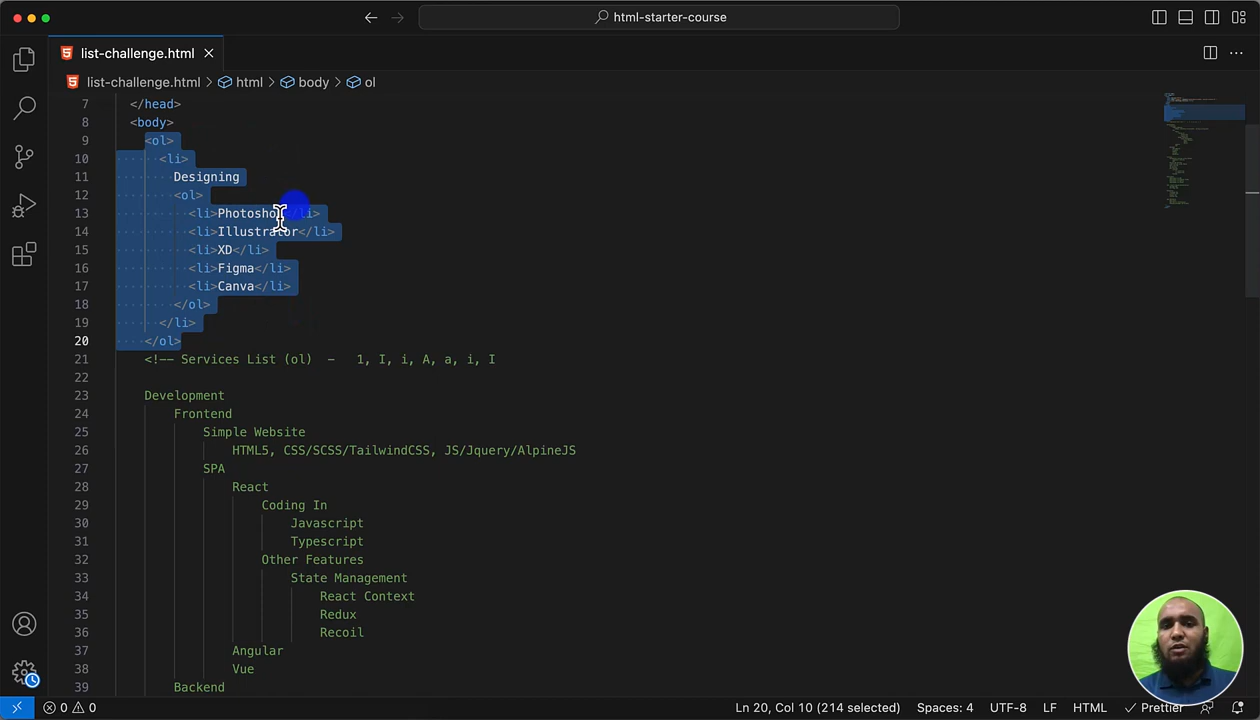 html-starter-course
list-challenge.html
list-challenge.html > html > body > ol
7 </head>
8 <body>
9 <ol>
10 <li>
11 Designing
12 <ol>
13 <li>Photoshop</li>
14 <li>Illustrator</li>
15 <li>XD</li>
16 <li>Figma</li>
17 <li>Canva</li>
18 </ol>
19 </li>
20 </ol>
21 <!-- Services List (ol) - 1, I, i, A, a, i, I
22
23 Development
24 Frontend
25 Simple Website
26 HTML5, CSS/SCSS/TailwindCSS, JS/Jquery/AlpineJS
27 SPA
28 React
29 Coding In
30 Javascript
31 Typescript
32 Other Features
33 State Management
34 React Context
35 Redux
36 Recoil
37 Angular
38 Vue
39 Backend
0 0 Ln 20, Col 10 (214 selected) Spaces: 4 UTF-8 LF HTML Prettier